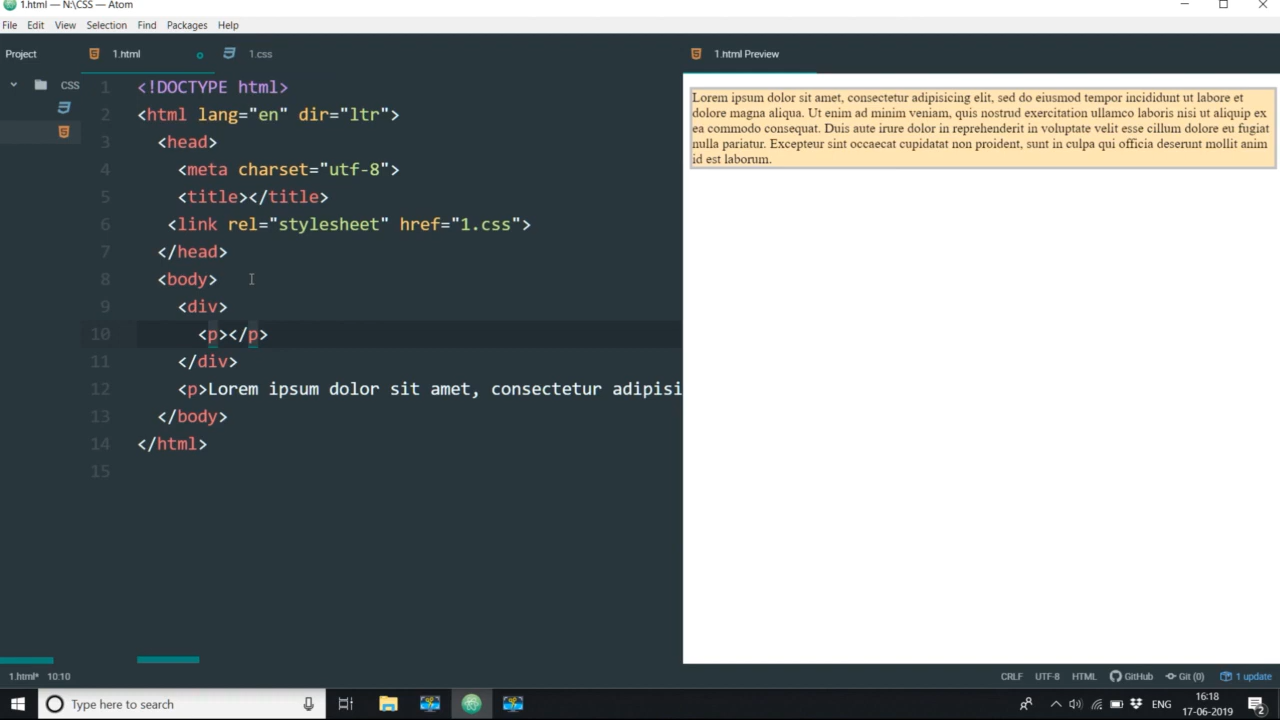 1.html — N:\CSS — Atom
File Edit View Selection Find Packages Help
Project 1.html 1.css 1.html Preview
CSS
1 <!DOCTYPE html>
2 <html lang="en" dir="ltr">
3 <head>
4 <meta charset="utf-8">
5 <title></title>
6 <link rel="stylesheet" href="1.css">
7 </head>
8 <body>
9 <div>
10 <p></p>
11 </div>
12 <p>Lorem ipsum dolor sit amet, consectetur adipisi
13 </body>
14 </html>
15
Lorem ipsum dolor sit amet, consectetur adipisicing elit, sed do eiusmod tempor incididunt ut labore et
dolore magna aliqua. Ut enim ad minim veniam, quis nostrud exercitation ullamco laboris nisi ut aliquip ex
ea commodo consequat. Duis aute irure dolor in reprehenderit in voluptate velit esse cillum dolore eu fugiat
nulla pariatur. Excepteur sint occaecat cupidatat non proident, sunt in culpa qui officia deserunt mollit anim
id est laborum.
1.html* 10:10 CRLF UTF-8 HTML GitHub Git (0) 1 update
Type here to search
ENG
16:18
17-06-2019
2